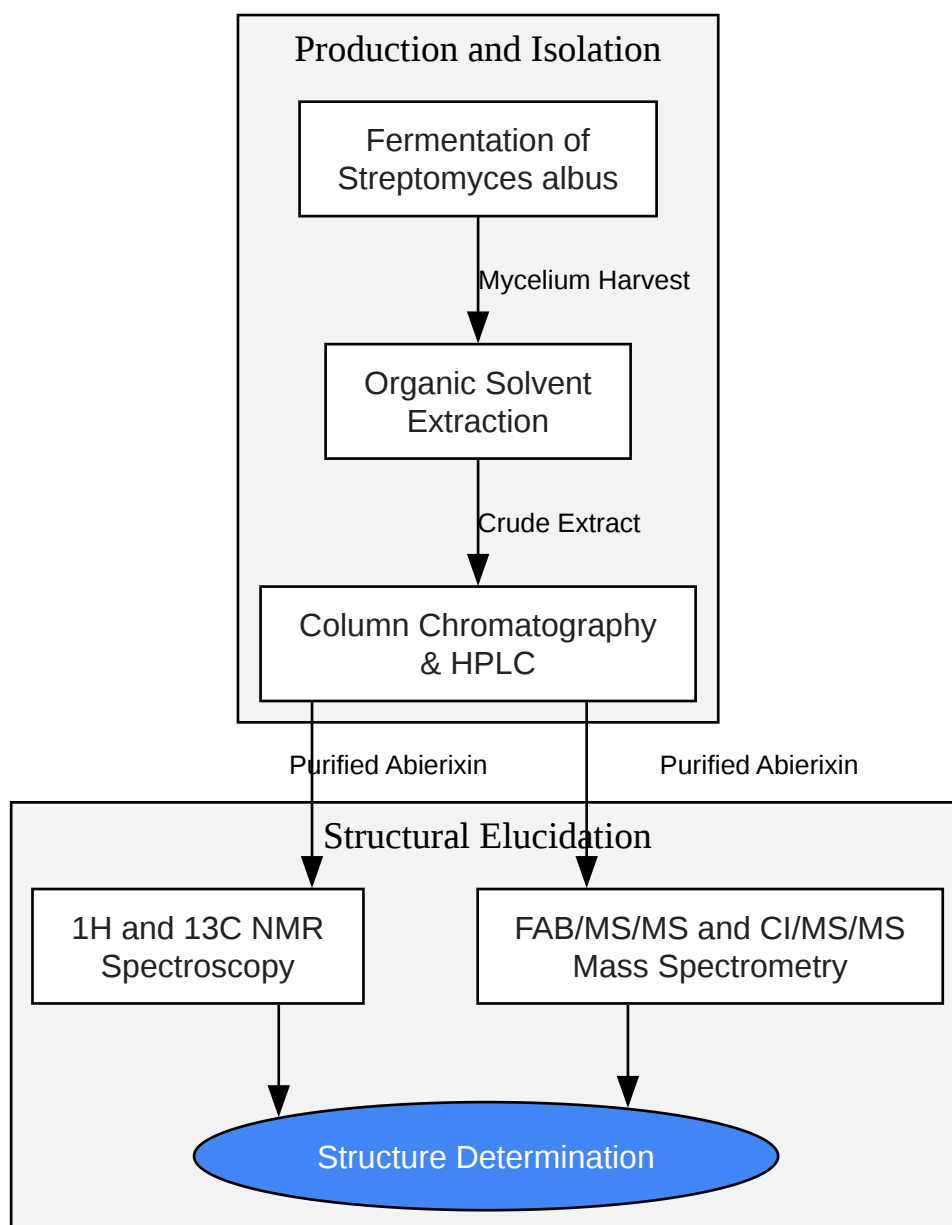 Production and Isolation
Fermentation of
Streptomyces albus
Mycelium Harvest
Organic Solvent
Extraction
Crude Extract
Column Chromatography
& HPLC
Purified Abierixin
Purified Abierixin
Structural Elucidation
1H and 13C NMR
Spectroscopy
FAB/MS/MS and CI/MS/MS
Mass Spectrometry
Structure Determination